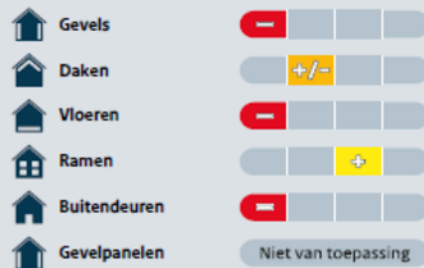 Gevels −
Daken +/−
Vloeren −
Ramen +
Buitendeuren −
Gevelpanelen Niet van toepassing